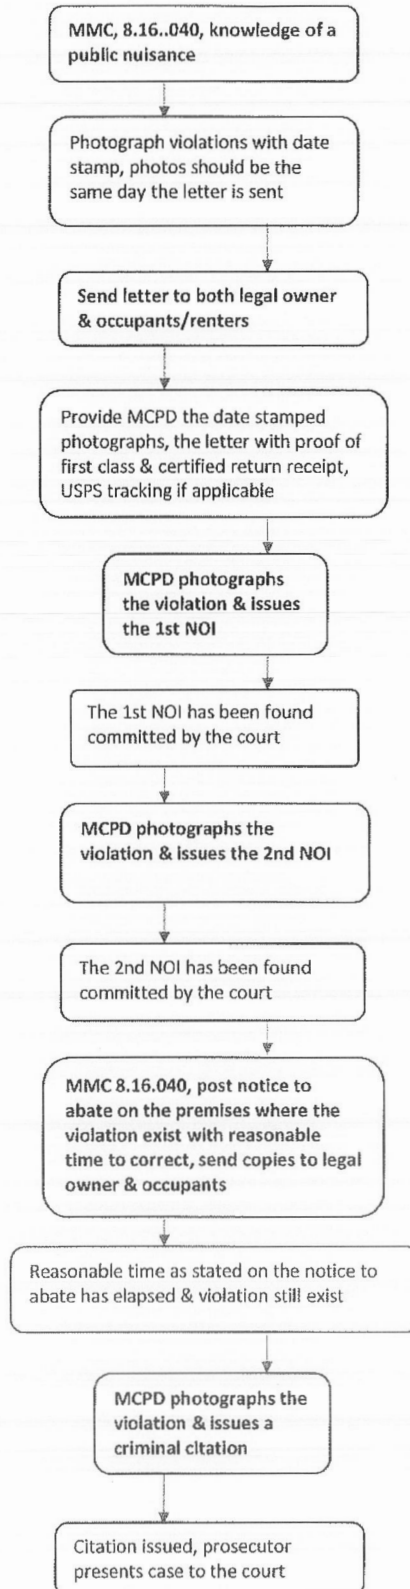 MMC, 8.16..040, knowledge of a
public nuisance
Photograph violations with date
stamp, photos should be the
same day the letter is sent
Send letter to both legal owner
& occupants/renters
Provide MCPD the date stamped
photographs, the letter with proof of
first class & certified return receipt,
USPS tracking if applicable
MCPD photographs
the violation & issues
the 1st NOI
The 1st NOI has been found
committed by the court
MCPD photographs the
violation & issues the 2nd NOI
The 2nd NOI has been found
committed by the court
MMC 8.16.040, post notice to
abate on the premises where the
violation exist with reasonable
time to correct, send copies to legal
owner & occupants
Reasonable time as stated on the notice to
abate has elapsed & violation still exist
MCPD photographs the
violation & issues a
criminal citation
Citation issued, prosecutor
presents case to the court